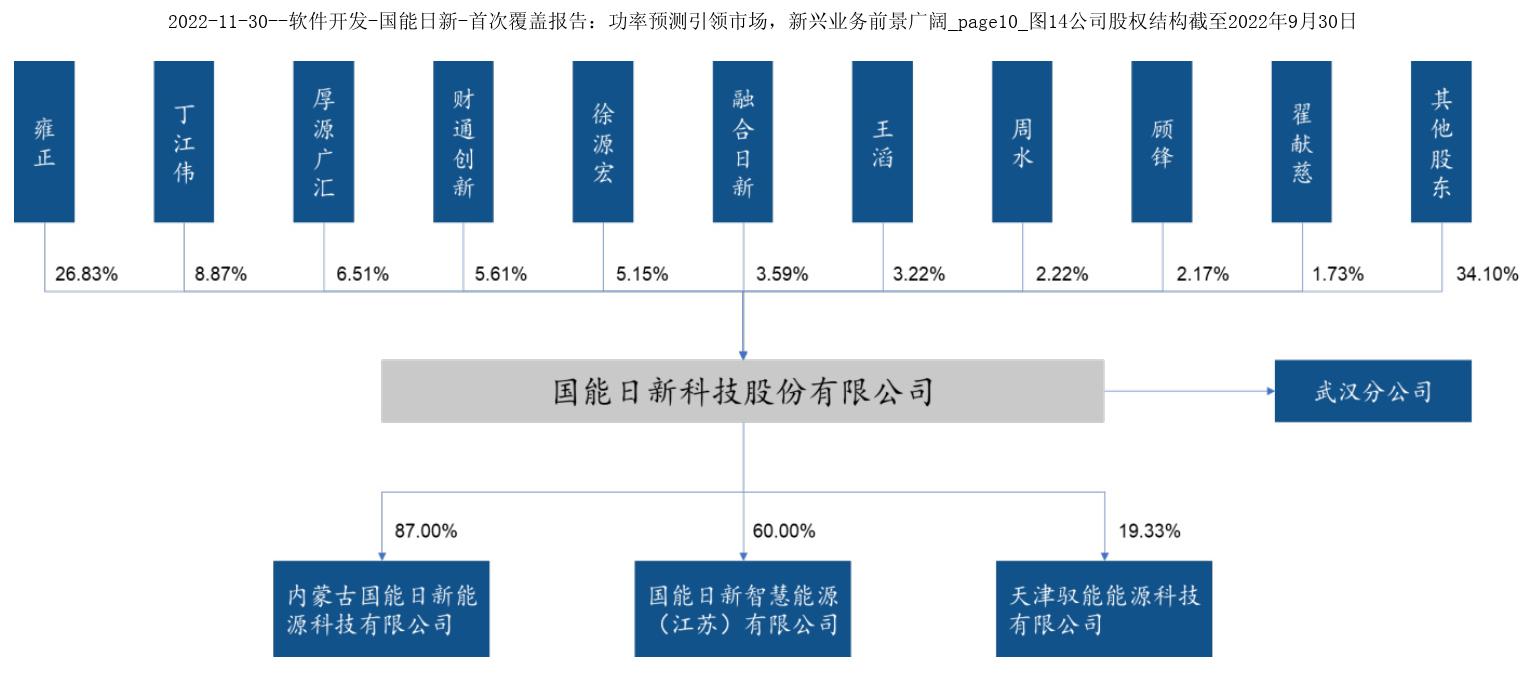 2022-11-30--软件开发-国能日新-首次覆盖报告：功率预测引领市场，新兴业务前景广阔_page10_图14公司股权结构截至2022年9月30日
雍正
丁江伟
厚源广汇
财通创新
徐源宏
融合日新
王滔
周水
顾锋
翟献慈
其他股东
26.83%
8.87%
6.51%
5.61%
5.15%
3.59%
3.22%
2.22%
2.17%
1.73%
34.10%
国能日新科技股份有限公司
武汉分公司
87.00%
60.00%
19.33%
内蒙古国能日新能
源科技有限公司
国能日新智慧能源
（江苏）有限公司
天津驭能能源科技
有限公司